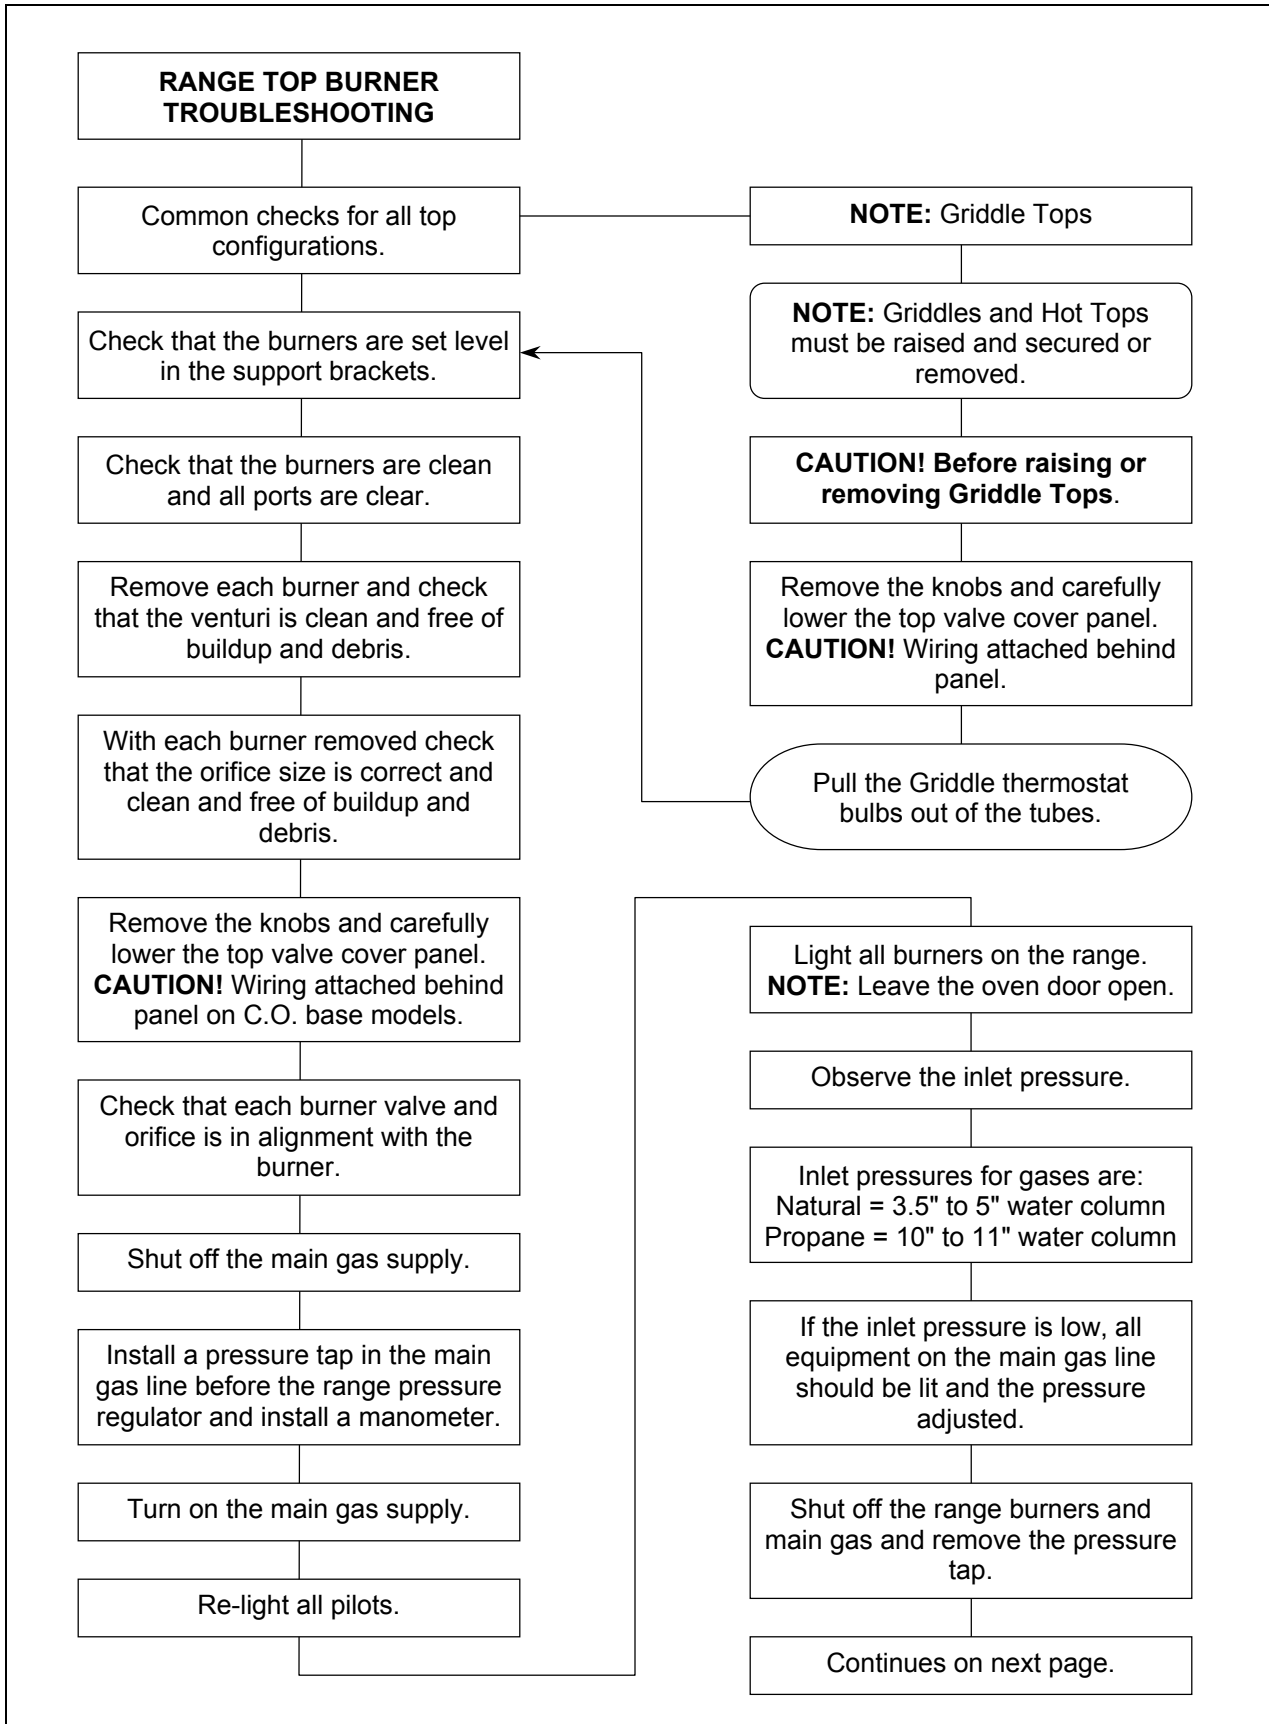 RANGE TOP BURNER
TROUBLESHOOTING
Common checks for all top
configurations.
Check that the burners are set level
in the support brackets.
Check that the burners are clean
and all ports are clear.
Remove each burner and check
that the venturi is clean and free of
buildup and debris.
With each burner removed check
that the orifice size is correct and
clean and free of buildup and
debris.
Remove the knobs and carefully
lower the top valve cover panel.
CAUTION! Wiring attached behind
panel on C.O. base models.
Check that each burner valve and
orifice is in alignment with the
burner.
Shut off the main gas supply.
Install a pressure tap in the main
gas line before the range pressure
regulator and install a manometer.
Turn on the main gas supply.
Re-light all pilots.
NOTE: Griddle Tops
NOTE: Griddles and Hot Tops
must be raised and secured or
removed.
CAUTION! Before raising or
removing Griddle Tops.
Remove the knobs and carefully
lower the top valve cover panel.
CAUTION! Wiring attached behind
panel.
Pull the Griddle thermostat
bulbs out of the tubes.
Light all burners on the range.
NOTE: Leave the oven door open.
Observe the inlet pressure.
Inlet pressures for gases are:
Natural = 3.5" to 5" water column
Propane = 10" to 11" water column
If the inlet pressure is low, all
equipment on the main gas line
should be lit and the pressure
adjusted.
Shut off the range burners and
main gas and remove the pressure
tap.
Continues on next page.